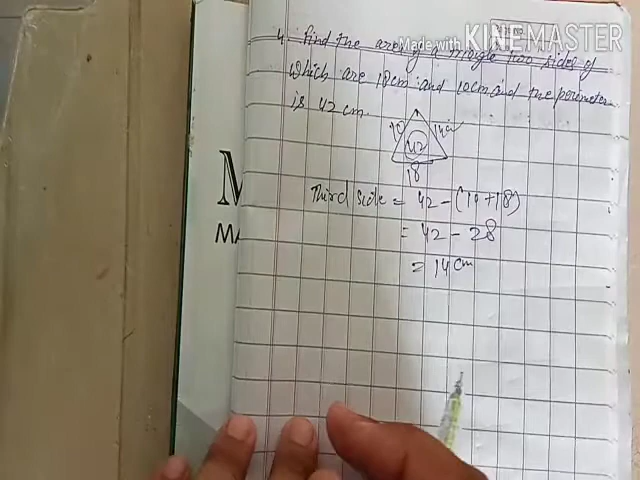 Made with
KINEMASTER
4. Find the area of a triangle two sides of
which are 18cm and 10cm and the perimeter
is 42 cm.
10 14cm
42
18
Third side = 42 - (10 + 18)
= 42 - 28
= 14 cm
M
MA